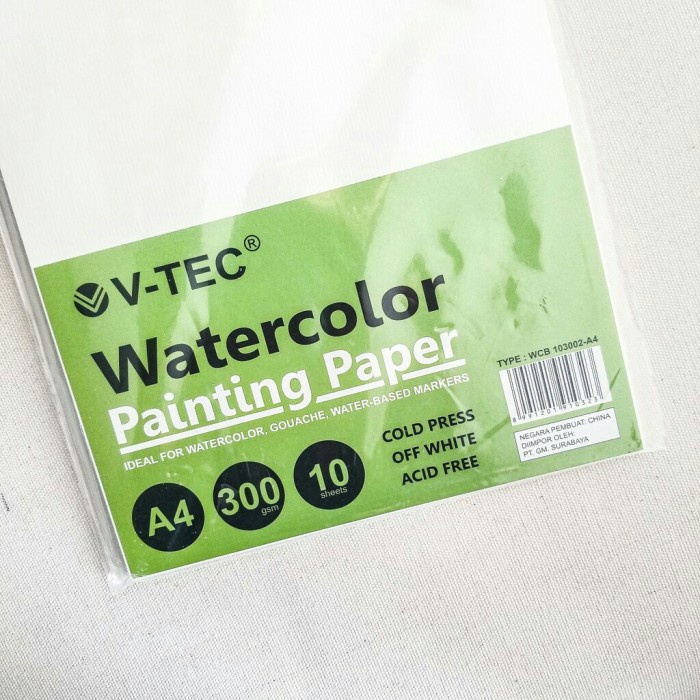 V-TEC®
Watercolor
Painting Paper
IDEAL FOR WATERCOLOR, GOUACHE, WATER-BASED MARKERS
A4
300
gsm
10
sheets
COLD PRESS
OFF WHITE
ACID FREE
TYPE : WCB 103002-A4
NEGARA PEMBUAT: CHINA
DIIMPOR OLEH:
PT. GM. SURABAYA